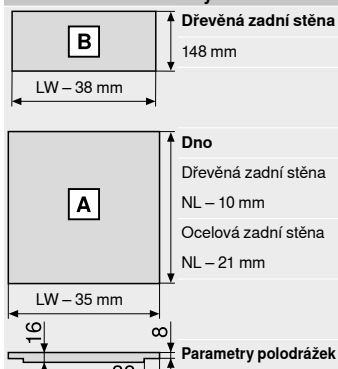 B
Dřevěná zadní stěna
148 mm
LW – 38 mm
A
Dno
Dřevěná zadní stěna
NL – 10 mm
Ocelová zadní stěna
NL – 21 mm
LW – 35 mm
16
8
Parametry polodrážek